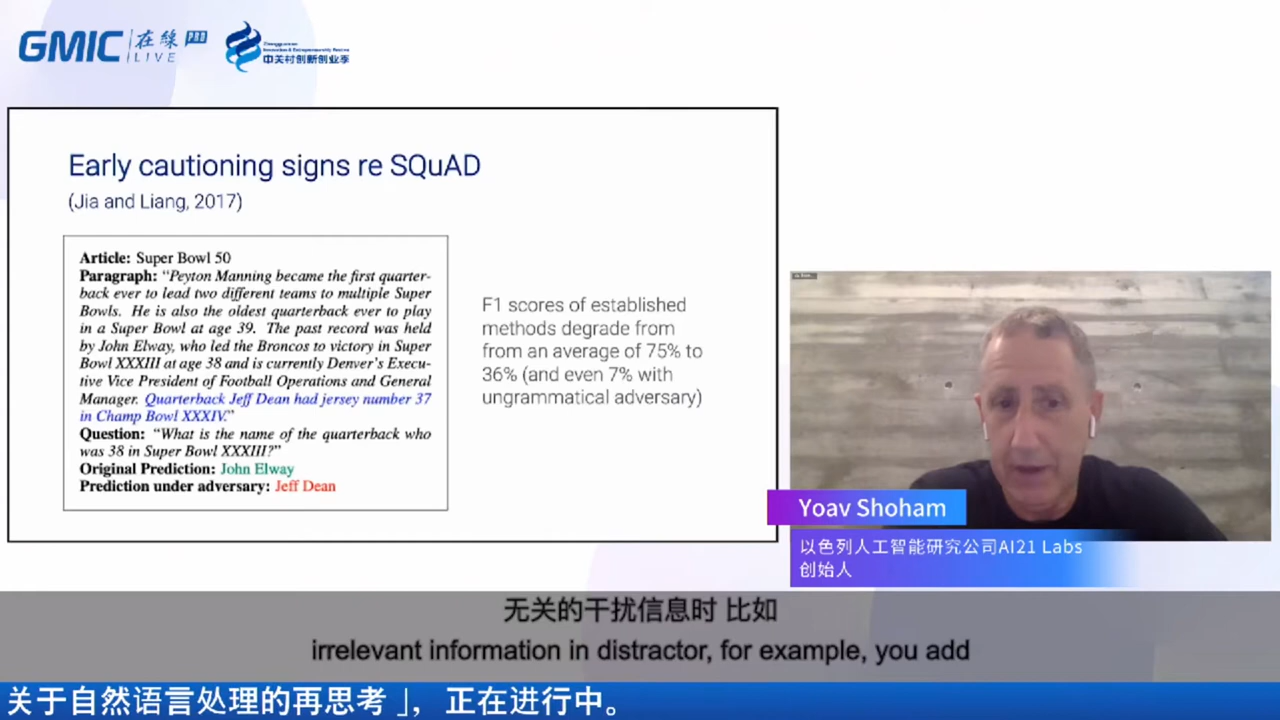 GMIC 在線 PRO
LIVE
Zhongguancun
Innovation & Entrepreneurship Season
中关村创新创业季
Early cautioning signs re SQuAD
(Jia and Liang, 2017)
Article: Super Bowl 50
Paragraph: “Peyton Manning became the first quarter-
back ever to lead two different teams to multiple Super
Bowls. He is also the oldest quarterback ever to play
in a Super Bowl at age 39. The past record was held
by John Elway, who led the Broncos to victory in Super
Bowl XXXIII at age 38 and is currently Denver’s Execu-
tive Vice President of Football Operations and General
Manager. Quarterback Jeff Dean had jersey number 37
in Champ Bowl XXXIV.”
Question: “What is the name of the quarterback who
was 38 in Super Bowl XXXIII?”
Original Prediction: John Elway
Prediction under adversary: Jeff Dean
F1 scores of established
methods degrade from
from an average of 75% to
36% (and even 7% with
ungrammatical adversary)
Yoav Shoham
以色列人工智能研究公司AI21 Labs
创始人
无关的干扰信息时 比如
irrelevant information in distractor, for example, you add
关于自然语言处理的再思考」，正在进行中。